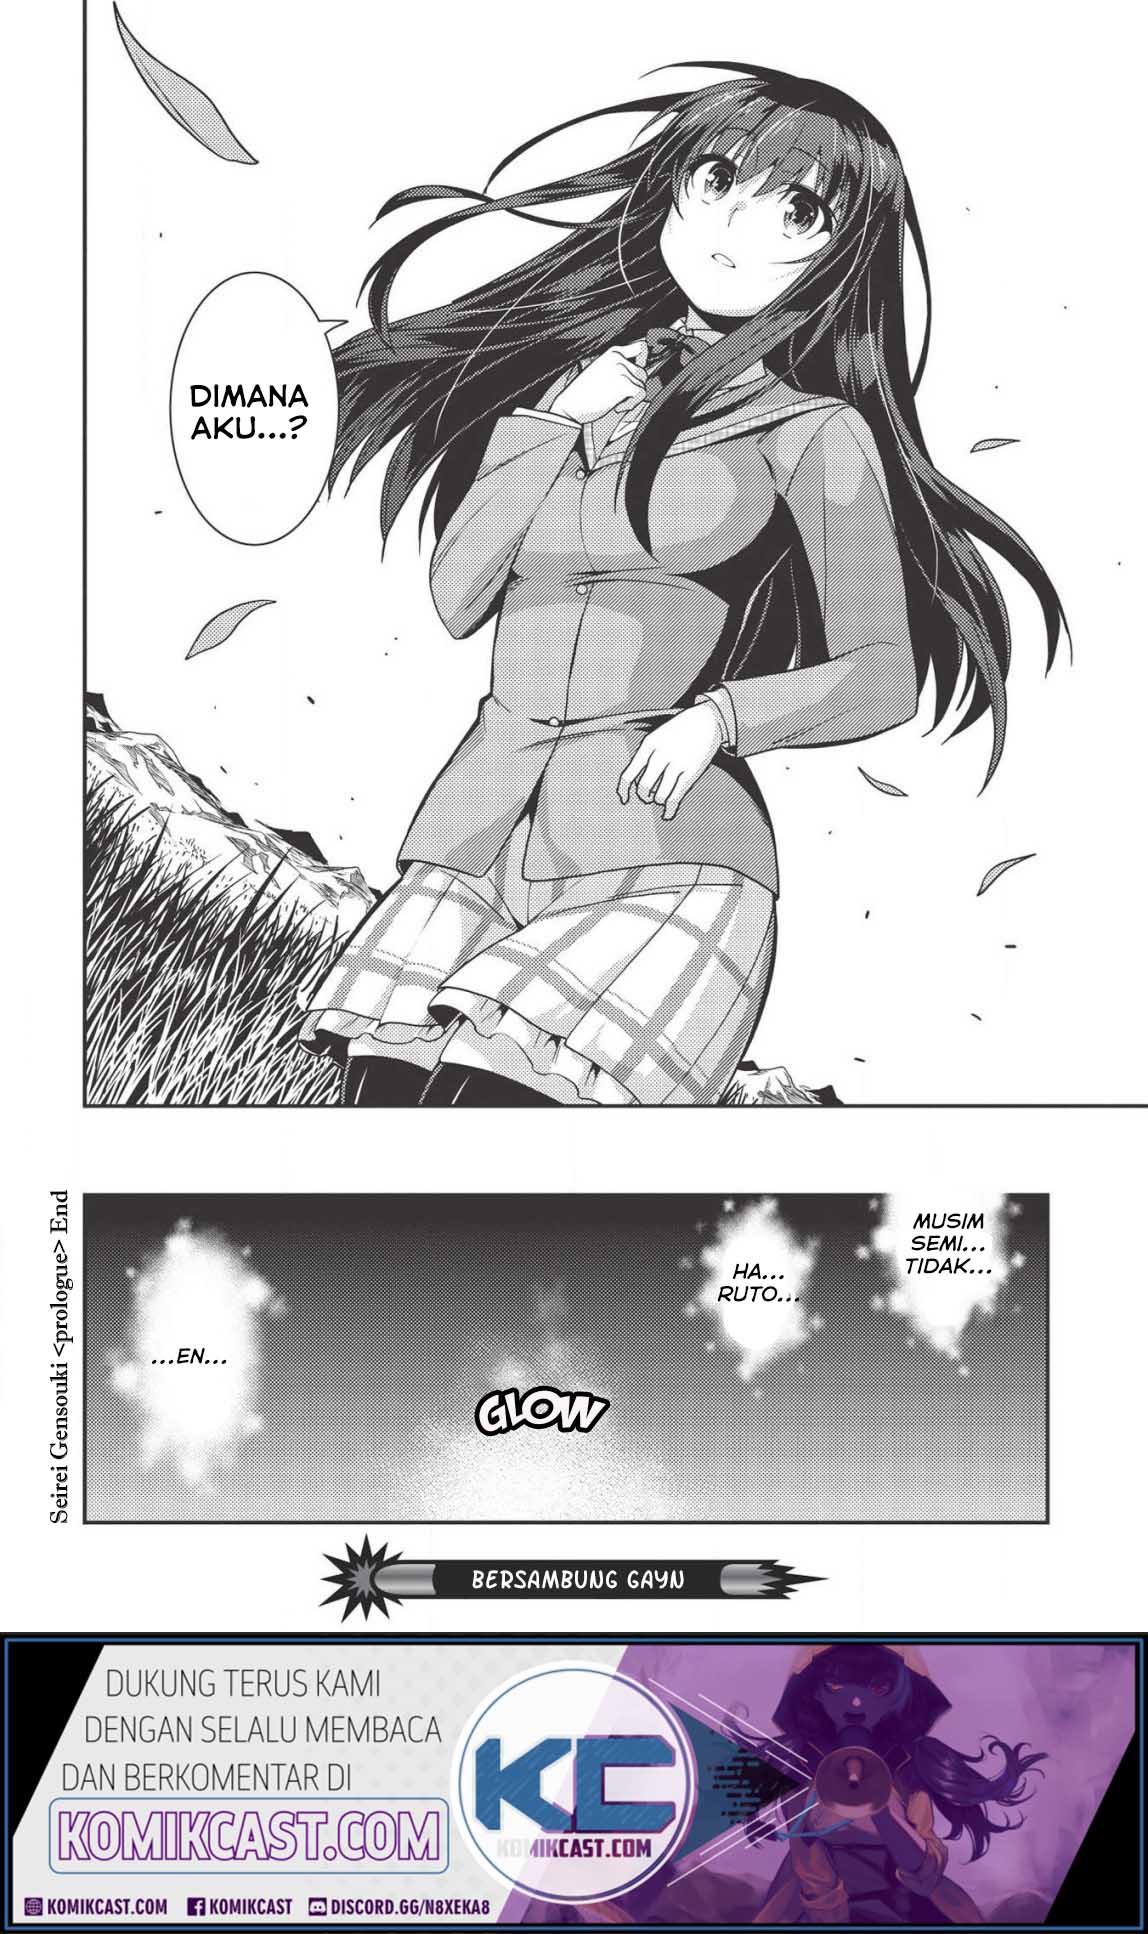 DIMANA
AKU...?
MUSIM
SEMI...
TIDAK...
HA...
RUTO...
...EN...
GLOW
Seirei Gensouki <prologue> End
BERSAMBUNG GAYN
DUKUNG TERUS KAMI
DENGAN SELALU MEMBACA
DAN BERKOMENTAR DI
KOMIKCAST.COM
KC
KOMIKCAST.COM
KOMIKCAST.COM
KOMIKCAST
DISCORD.GG/N8XEKA8